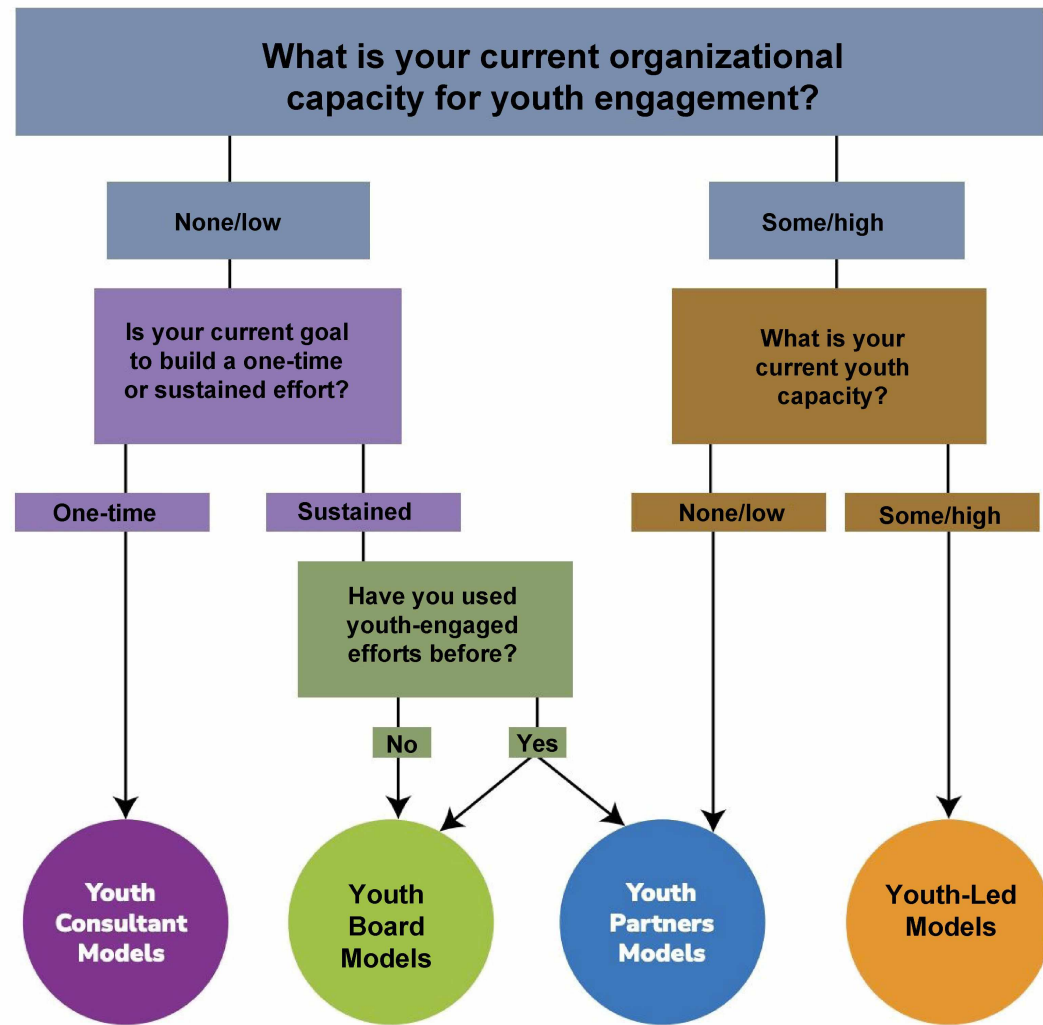 What is your current organizational
capacity for youth engagement?
None/low
Some/high
Is your current goal
to build a one-time
or sustained effort?
What is your
current youth
capacity?
One-time
Sustained
None/low
Some/high
Have you used
youth-engaged
efforts before?
No
Yes
Youth
Consultant
Models
Youth
Board
Models
Youth
Partners
Models
Youth-Led
Models